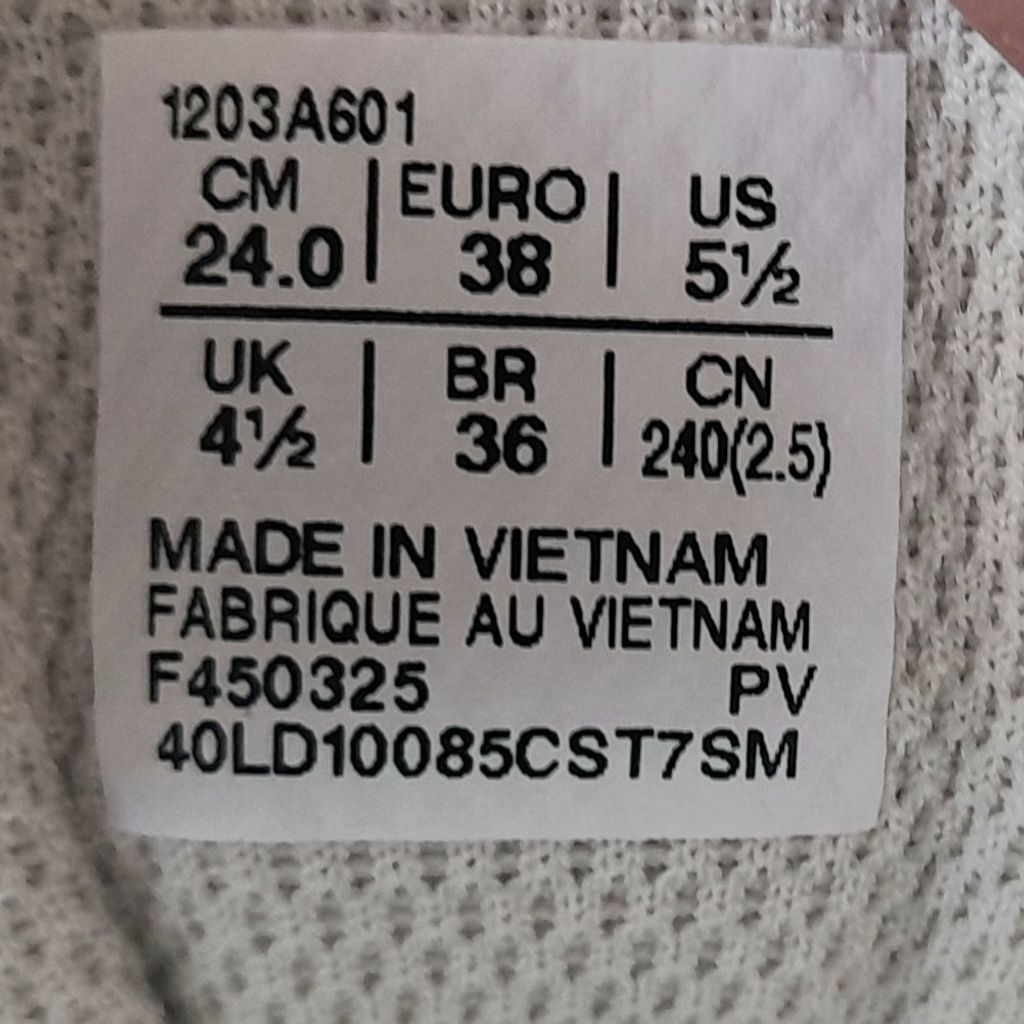 1203A601
CM | EURO | US
24.0 | 38 | 5½
UK | BR | CN
4½ | 36 | 240(2.5)
MADE IN VIETNAM
FABRIQUE AU VIETNAM
F450325 PV
40LD10085CST7SM